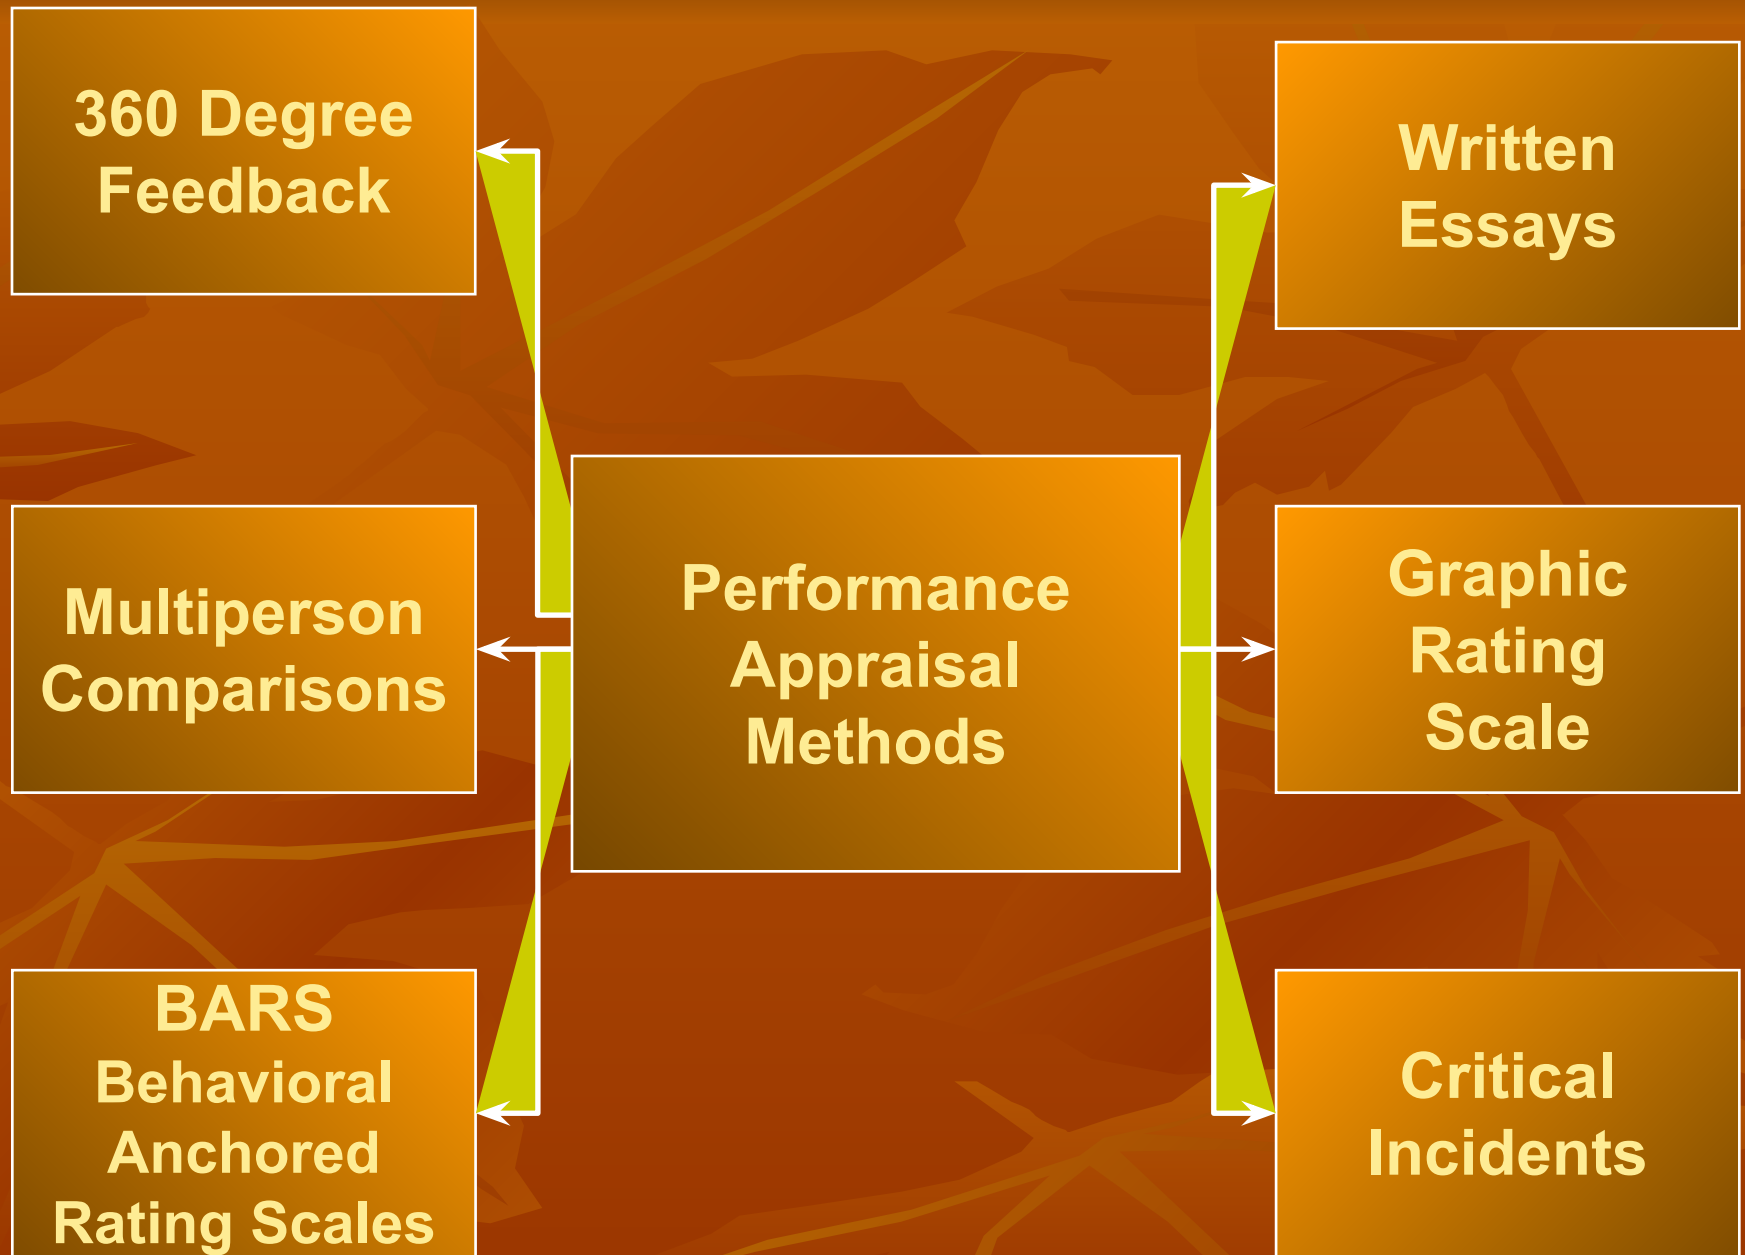 360 Degree
Feedback
Written
Essays
Multiperson
Comparisons
Performance
Appraisal
Methods
Graphic
Rating
Scale
BARS
Behavioral
Anchored
Rating Scales
Critical
Incidents